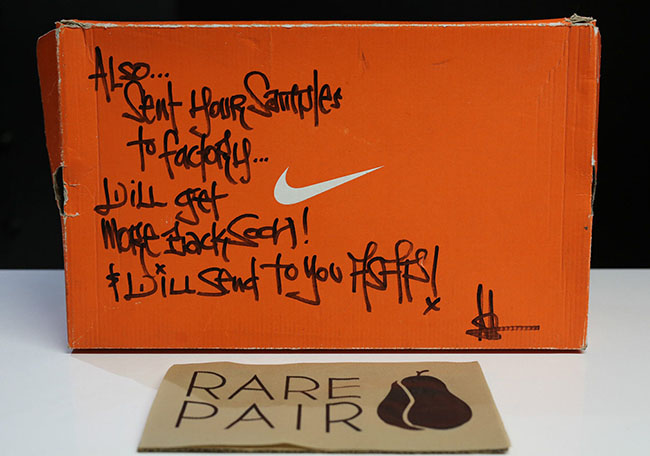 Also...
Sent your Samples
to factory...
Will get
More Back Soon!
& Will Send to you ASAP!
RARE
PAIR